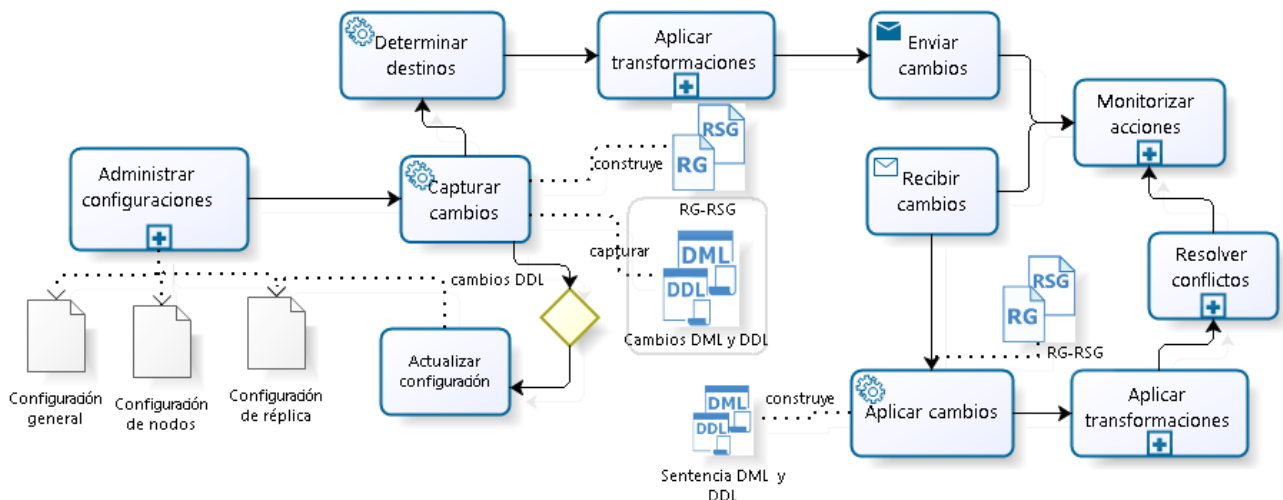 Determinar
destinos
Aplicar
transformaciones
Enviar
cambios
Monitorizar
acciones
Administrar
configuraciones
Capturar
cambios
construye
RSG
RG
RG-RSG
Recibir
cambios
capturar
DML
DDL
Cambios DML y DDL
cambios DDL
Resolver
conflictos
RSG
RG
RG-RSG
Configuración
general
Configuración
de nodos
Configuración
de réplica
Actualizar
configuración
construye
DML
DDL
Sentencia DML y
DDL
Aplicar cambios
Aplicar
transformaciones